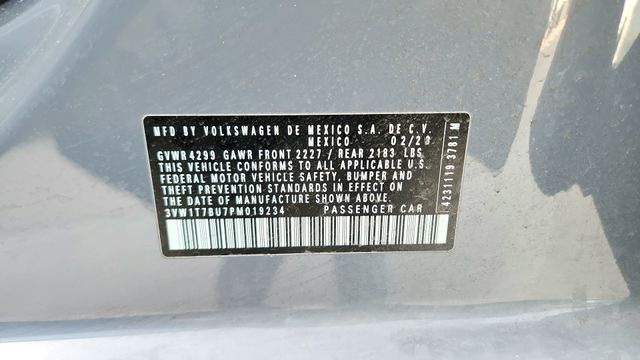 MFD BY VOLKSWAGEN DE MEXICO S.A. DE C.V.
MEXICO 02/23
GVWR 4299 GAWR FRONT 2227 / REAR 2183 LBS
THIS VEHICLE CONFORMS TO ALL APPLICABLE U.S.
FEDERAL MOTOR VEHICLE SAFETY, BUMPER AND
THEFT PREVENTION STANDARDS IN EFFECT ON THE
DATE OF MANUFACTURE SHOWN ABOVE.
3VW1T7BU7PM019234 PASSENGER CAR
4231119 3781 M